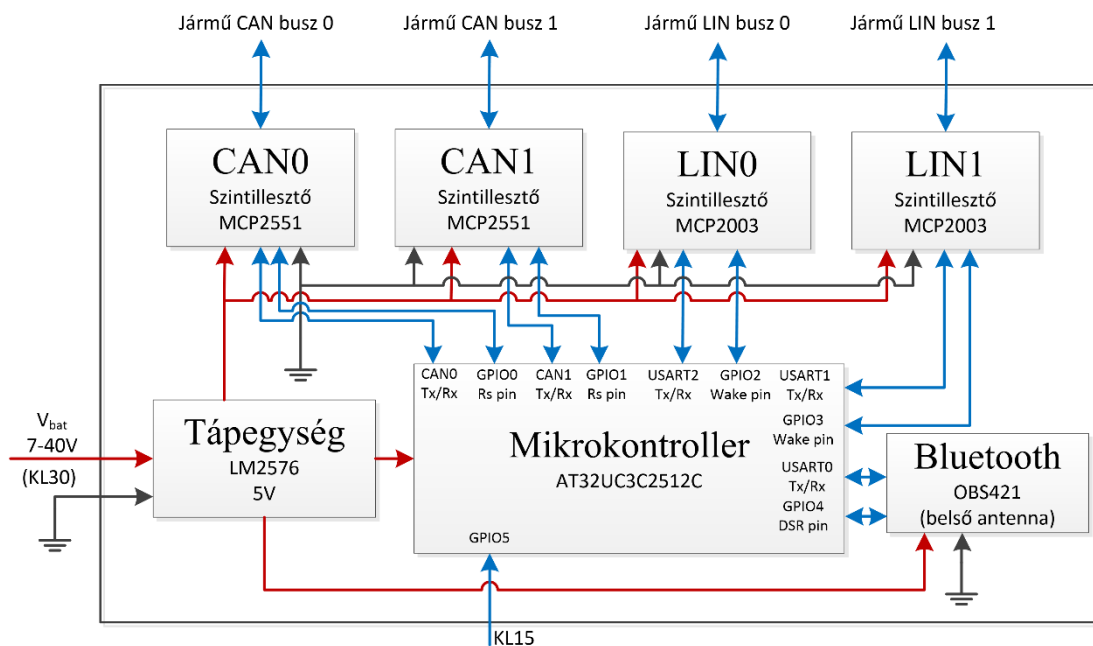 Jármű CAN busz 0
Jármű CAN busz 1
Jármű LIN busz 0
Jármű LIN busz 1
CAN0
Szintillesztő
MCP2551
CAN1
Szintillesztő
MCP2551
LIN0
Szintillesztő
MCP2003
LIN1
Szintillesztő
MCP2003
CAN0
Tx/Rx
GPIO0
Rs pin
CAN1
Tx/Rx
GPIO1
Rs pin
USART2
Tx/Rx
GPIO2
Wake pin
USART1
Tx/Rx
GPIO3
Wake pin
USART0
Tx/Rx
GPIO4
DSR pin
Mikrokontroller
AT32UC3C2512C
GPIO5
Vbat
7-40V
(KL30)
Tápegység
LM2576
5V
Bluetooth
OBS421
(belső antenna)
KL15